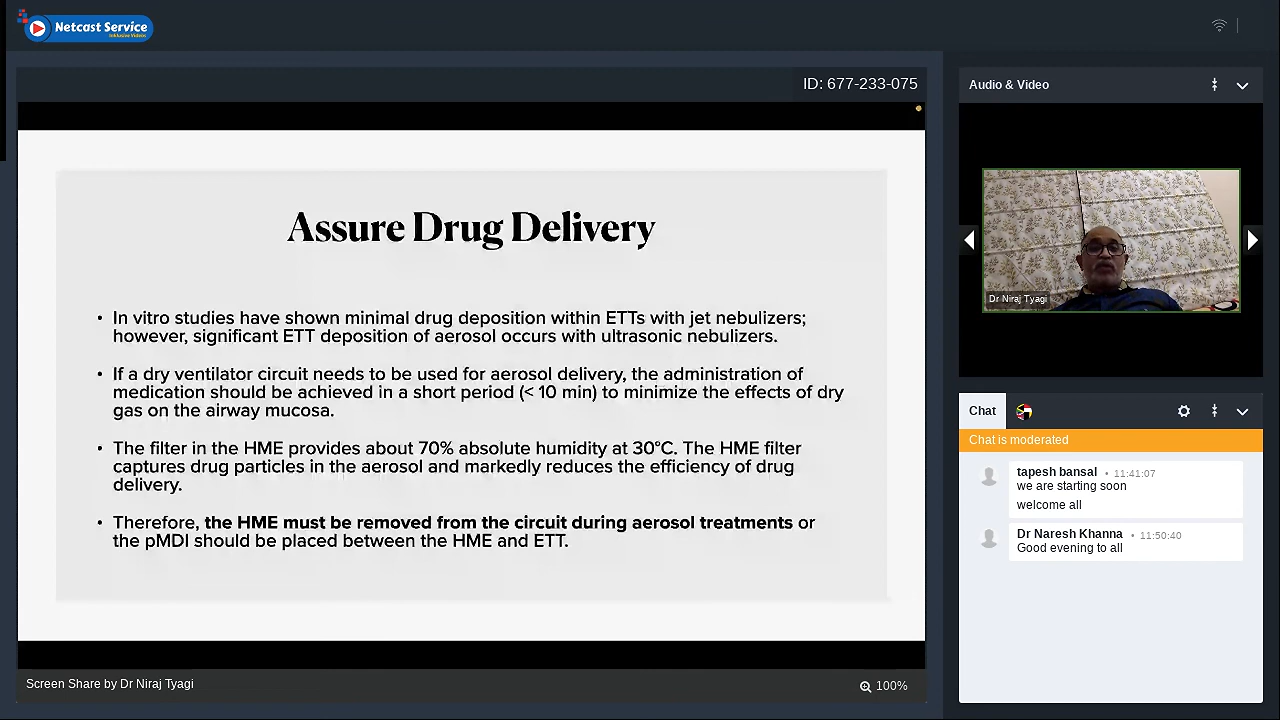 Netcast Service
Inklusive Videos
ID: 677-233-075
Assure Drug Delivery
• In vitro studies have shown minimal drug deposition within ETTs with jet nebulizers;
however, significant ETT deposition of aerosol occurs with ultrasonic nebulizers.
• If a dry ventilator circuit needs to be used for aerosol delivery, the administration of
medication should be achieved in a short period (< 10 min) to minimize the effects of dry
gas on the airway mucosa.
• The filter in the HME provides about 70% absolute humidity at 30°C. The HME filter
captures drug particles in the aerosol and markedly reduces the efficiency of drug
delivery.
• Therefore, the HME must be removed from the circuit during aerosol treatments or
the pMDI should be placed between the HME and ETT.
Screen Share by Dr Niraj Tyagi
100%
Audio & Video
Dr Niraj Tyagi
Chat
Chat is moderated
tapesh bansal • 11:41:07
we are starting soon
welcome all
Dr Naresh Khanna • 11:50:40
Good evening to all